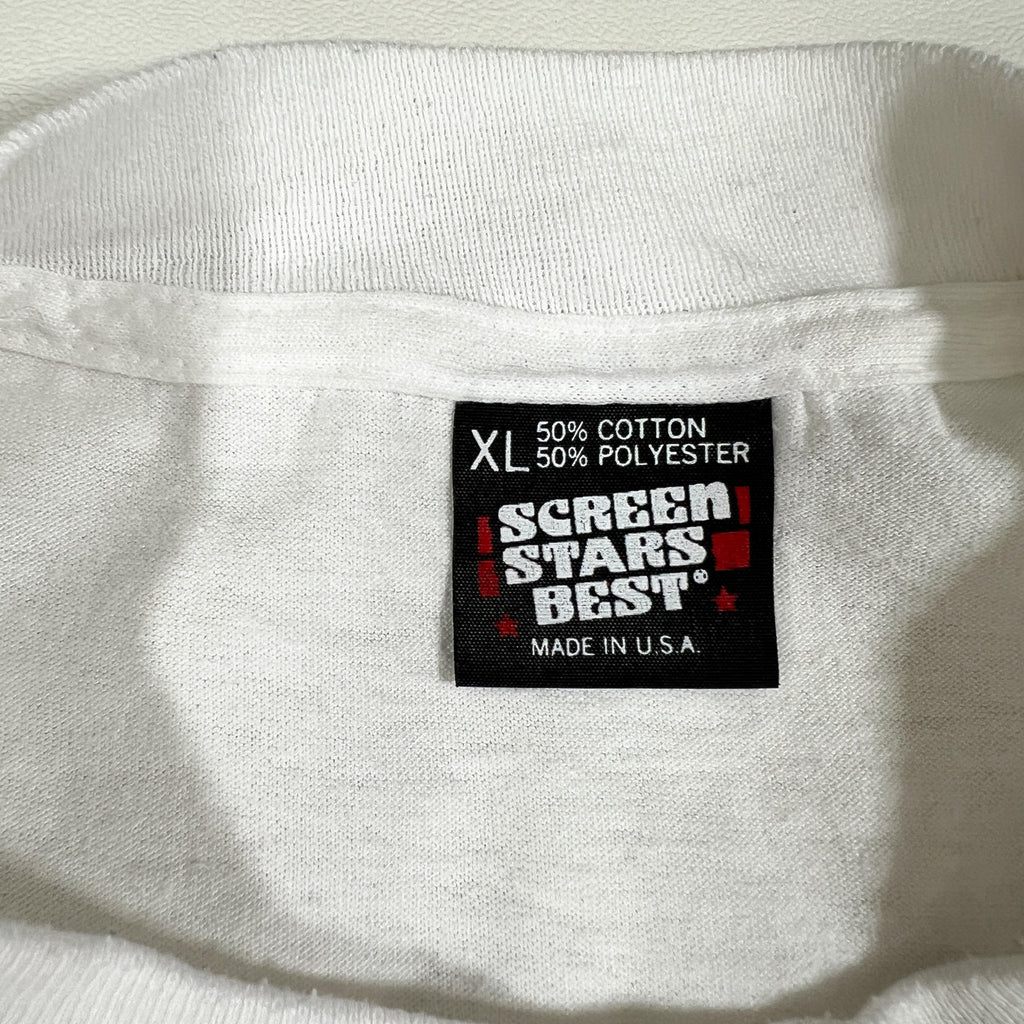 XL 50% COTTON
50% POLYESTER
SCREEN
STARS
BEST®
MADE IN U.S.A.